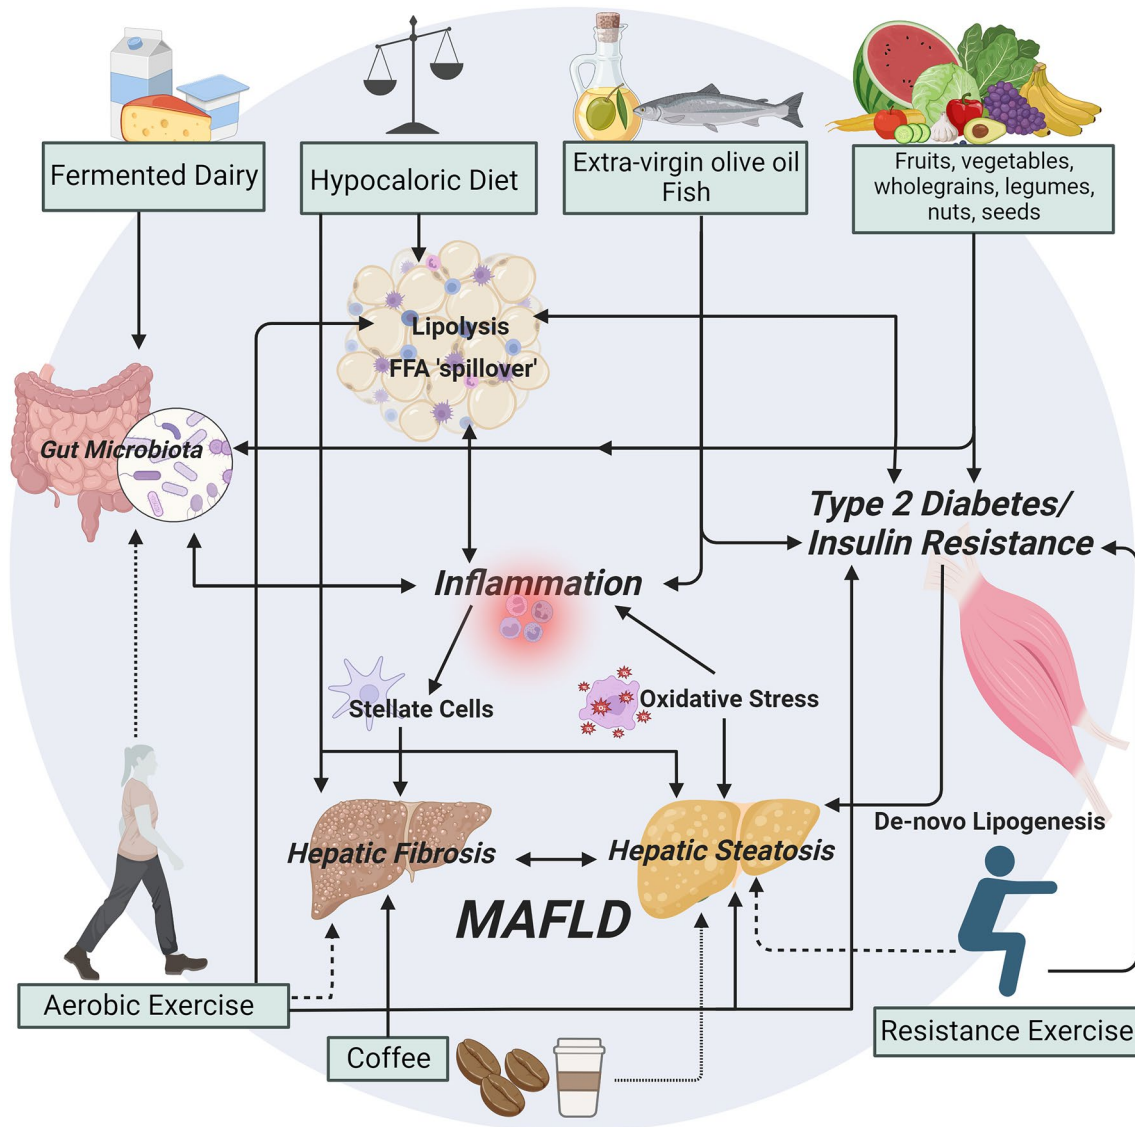 Fermented Dairy
Hypocaloric Diet
Extra-virgin olive oil
Fish
Fruits, vegetables,
wholegrains, legumes,
nuts, seeds
Lipolysis
FFA 'spillover'
Gut Microbiota
Type 2 Diabetes/
Insulin Resistance
Inflammation
Stellate Cells
Oxidative Stress
De-novo Lipogenesis
Hepatic Fibrosis
Hepatic Steatosis
MAFLD
Aerobic Exercise
Resistance Exercise
Coffee